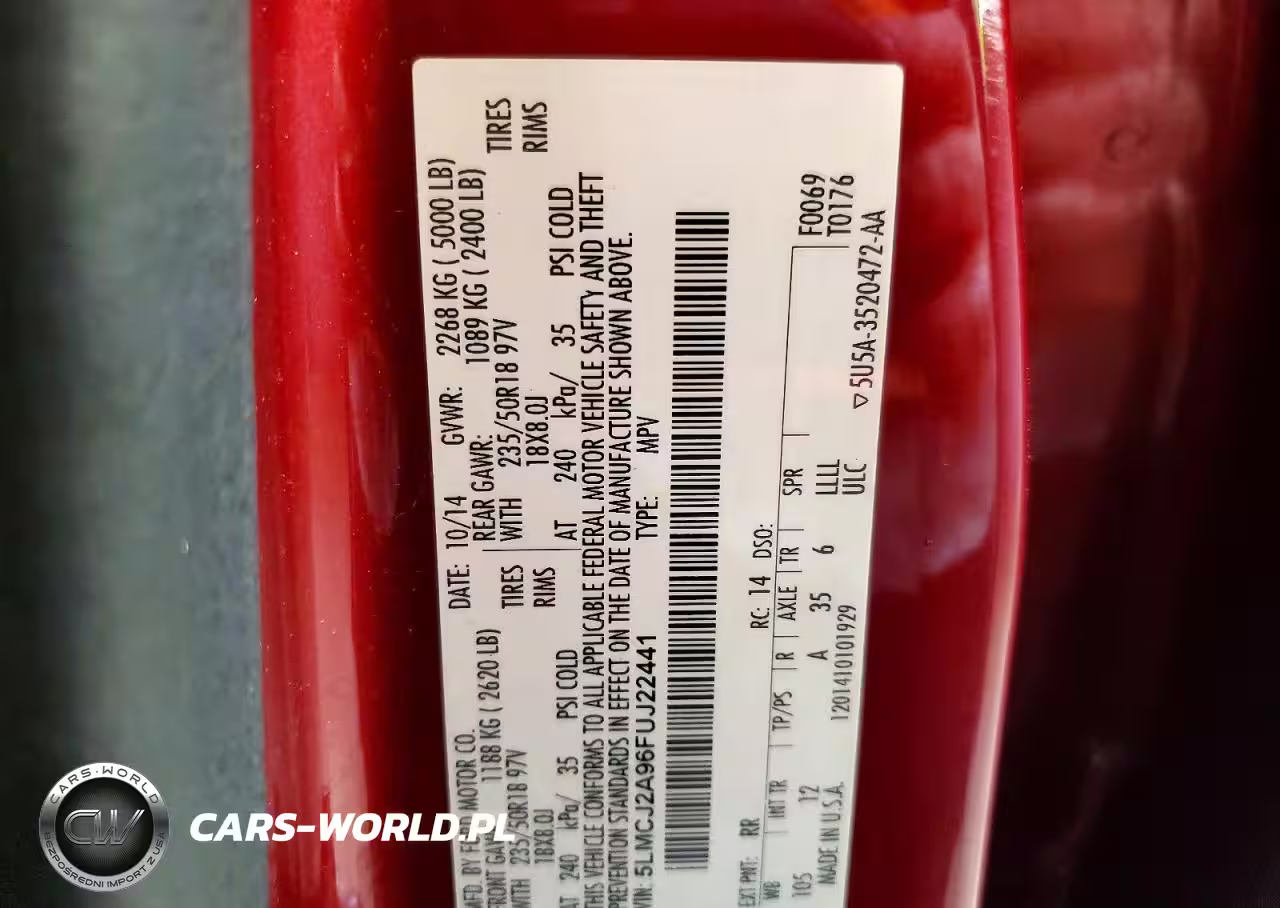 MFD. BY FO MOTOR CO. DATE: 10/14 GVWR: 2268 KG ( 5000 LB)
FRONT GAW 1188 KG ( 2620 LB) REAR GAWR: 1089 KG ( 2400 LB)
WITH 235/50R18 97V TIRES WITH 235/50R18 97V TIRES
18X8.0J RIMS 18X8.0J RIMS
AT 240 kPa/ 35 PSI COLD AT 240 kPa/ 35 PSI COLD
THIS VEHICLE CONFORMS TO ALL APPLICABLE FEDERAL MOTOR VEHICLE SAFETY AND THEFT
PREVENTION STANDARDS IN EFFECT ON THE DATE OF MANUFACTURE SHOWN ABOVE.
VIN: 5LMCJ2A96FUJ22441 TYPE: MPV
EXT PNT: RR RC: 14 DSO:
WB INT TR TP/PS R AXLE TR SPR F0069
105 12 A 35 6 LLLL T0176
MADE IN U.S.A. 1201410101929 ULC
▽5U5A-3520472-AA
CARS-WORLD
CW
BEZPOŚREDNI IMPORT Z USA
CARS-WORLD.PL